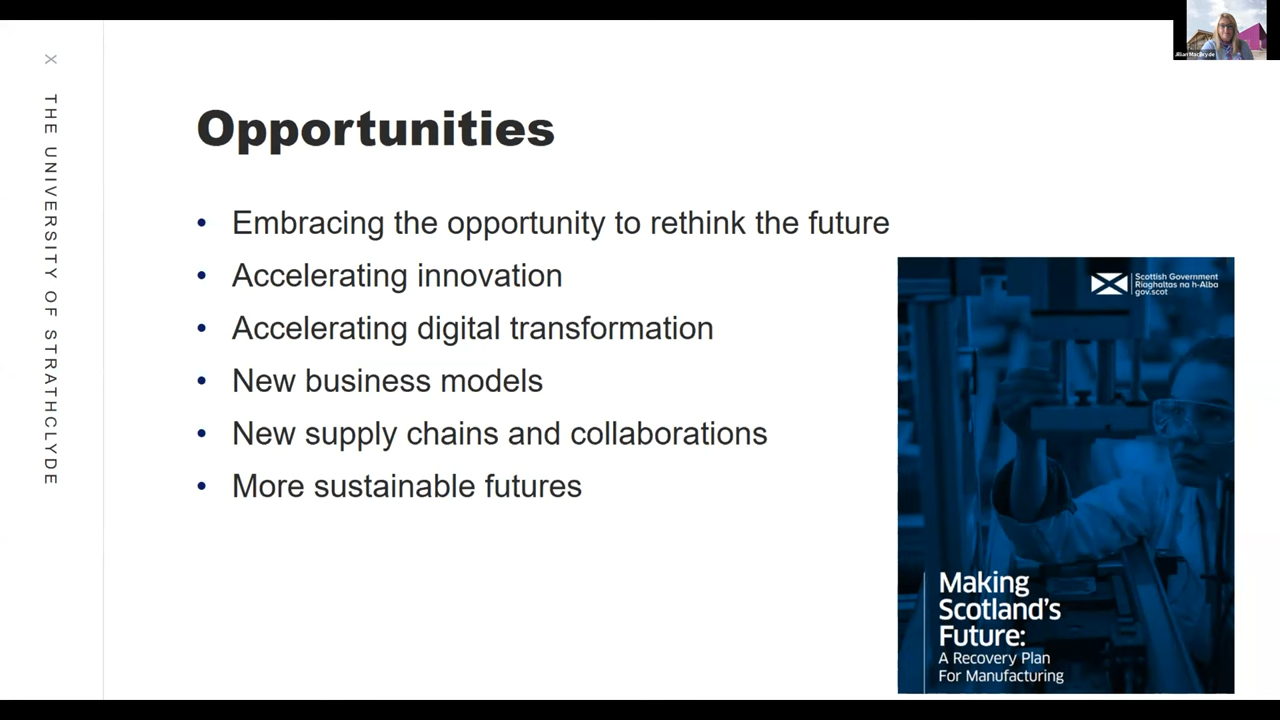 X THE UNIVERSITY OF STRATHCLYDE
Opportunities
• Embracing the opportunity to rethink the future
• Accelerating innovation
• Accelerating digital transformation
• New business models
• New supply chains and collaborations
• More sustainable futures
Scottish Government
Riaghaltas na h-Alba
gov.scot
Making
Scotland's
Future:
A Recovery Plan
For Manufacturing